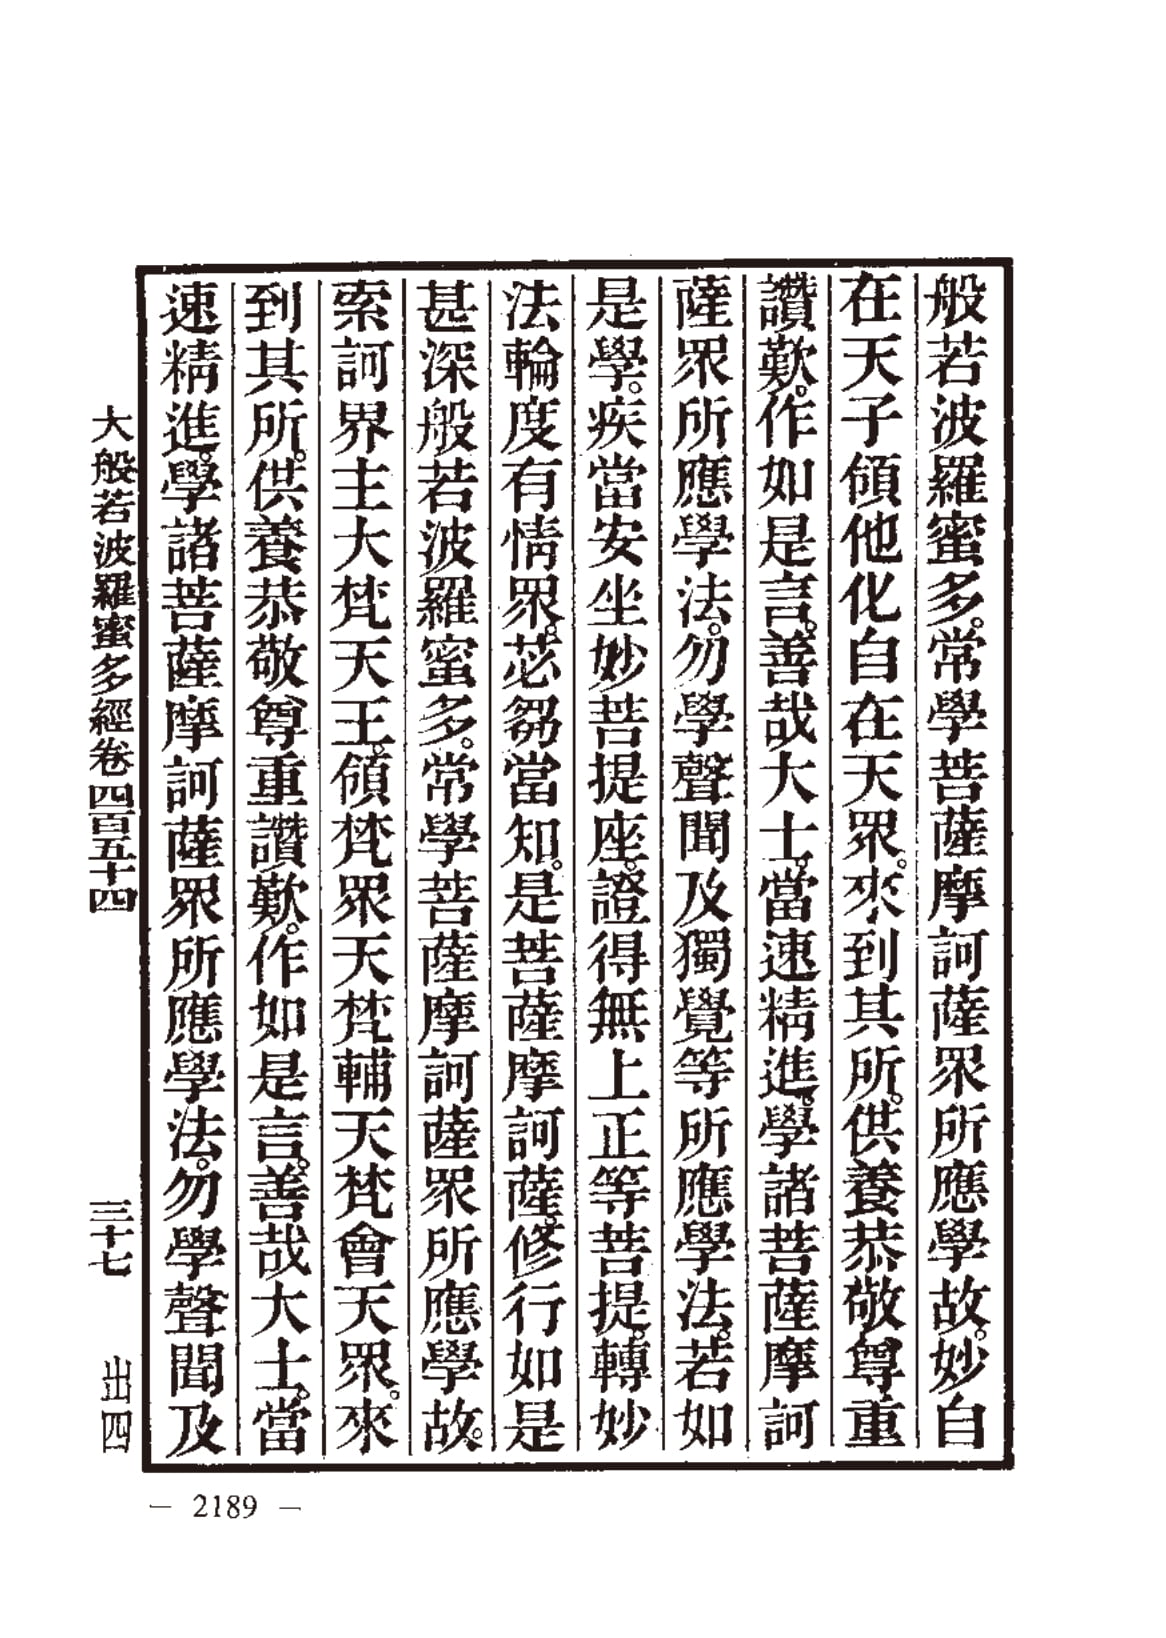 般若波羅蜜多。常學菩薩摩訶薩眾所應學故。妙自
在天子領他化自在天眾。來到其所。供養恭敬尊重
讚歎。作如是言。善哉大士。當速精進。學諸菩薩摩訶
薩眾所應學法。勿學聲聞及獨覺等所應學法。若如
是學。疾當安坐妙菩提座。證得無上正等菩提。轉妙
法輪度有情眾。苾芻當知。是菩薩摩訶薩。修行如是
甚深般若波羅蜜多。常學菩薩摩訶薩眾所應學故。
索訶界主大梵天王。領梵眾天梵輔天梵會天眾。來
到其所。供養恭敬尊重讚歎。作如是言。善哉大士。當
速精進。學諸菩薩摩訶薩眾所應學法。勿學聲聞及
大般若波羅蜜多經卷四百五十四 三十七 出四
— 2189 —